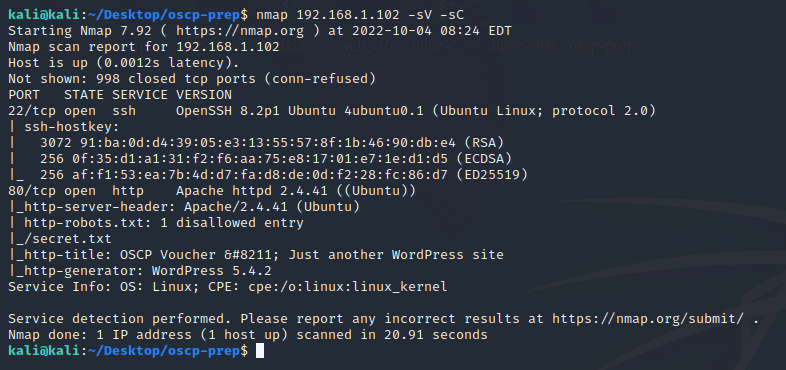 kali@kali:~/Desktop/oscp-prep$ nmap 192.168.1.102 -sV -sC
Starting Nmap 7.92 ( https://nmap.org ) at 2022-10-04 08:24 EDT
Nmap scan report for 192.168.1.102
Host is up (0.0012s latency).
Not shown: 998 closed tcp ports (conn-refused)
PORT   STATE SERVICE VERSION
22/tcp open  ssh     OpenSSH 8.2p1 Ubuntu 4ubuntu0.1 (Ubuntu Linux; protocol 2.0)
| ssh-hostkey:
|   3072 91:ba:0d:d4:39:05:e3:13:55:57:8f:1b:46:90:db:e4 (RSA)
|   256 0f:35:d1:a1:31:f2:f6:aa:75:e8:17:01:e7:1e:d1:d5 (ECDSA)
|_  256 af:f1:53:ea:7b:4d:d7:fa:d8:de:0d:f2:28:fc:86:d7 (ED25519)
80/tcp open  http    Apache httpd 2.4.41 ((Ubuntu))
|_http-server-header: Apache/2.4.41 (Ubuntu)
| http-robots.txt: 1 disallowed entry
|_/secret.txt
|_http-title: OSCP Voucher &#8211; Just another WordPress site
|_http-generator: WordPress 5.4.2
Service Info: OS: Linux; CPE: cpe:/o:linux:linux_kernel

Service detection performed. Please report any incorrect results at https://nmap.org/submit/ .
Nmap done: 1 IP address (1 host up) scanned in 20.91 seconds
kali@kali:~/Desktop/oscp-prep$